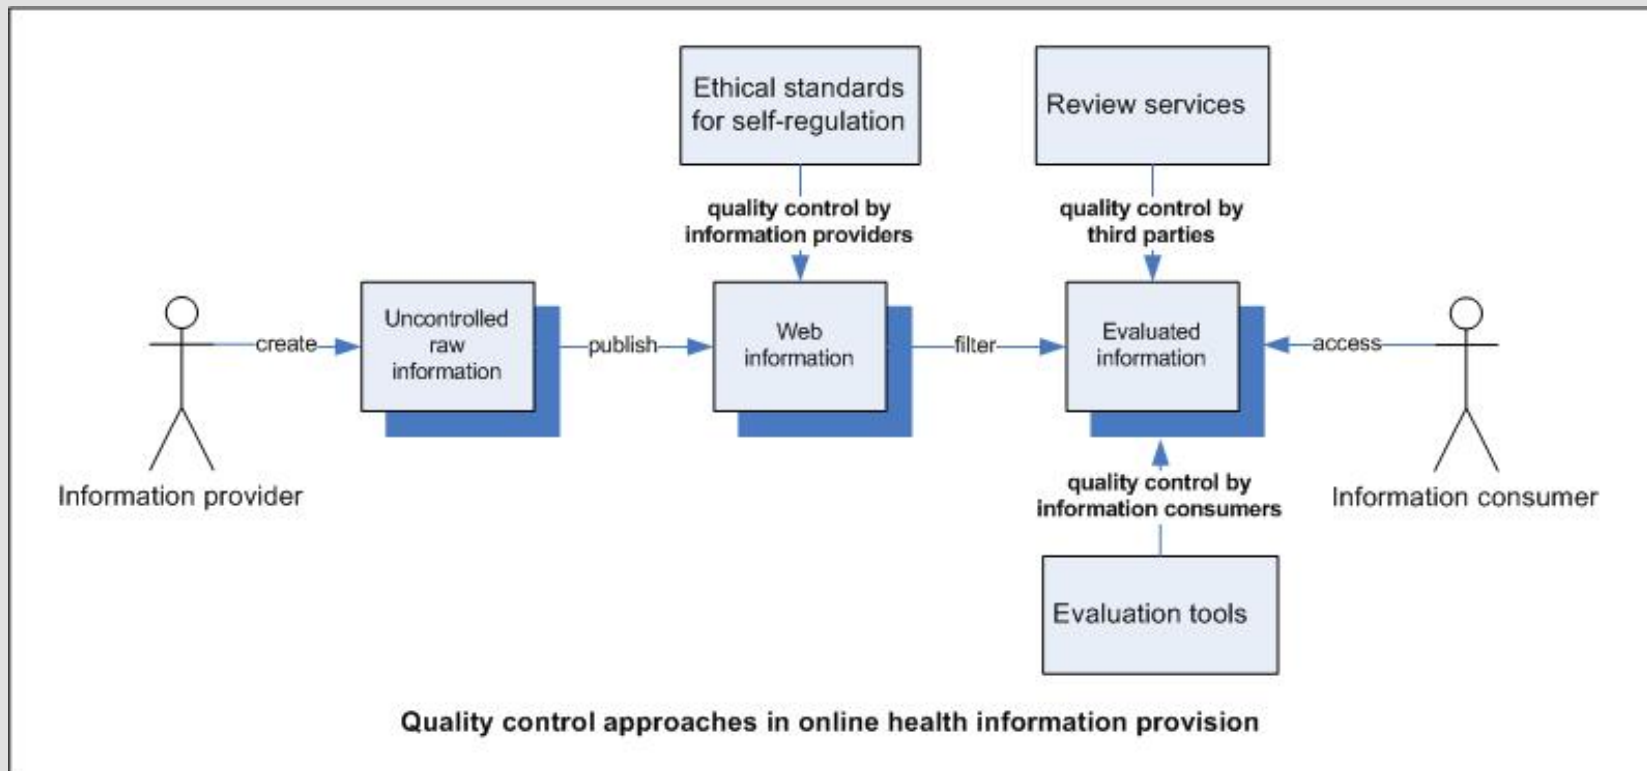 Ethical standards
for self-regulation
Review services
quality control by
information providers
quality control by
third parties
Uncontrolled
raw
information
Web
information
Evaluated
information
create
publish
filter
access
Information provider
quality control by
information consumers
Information consumer
Evaluation tools
Quality control approaches in online health information provision